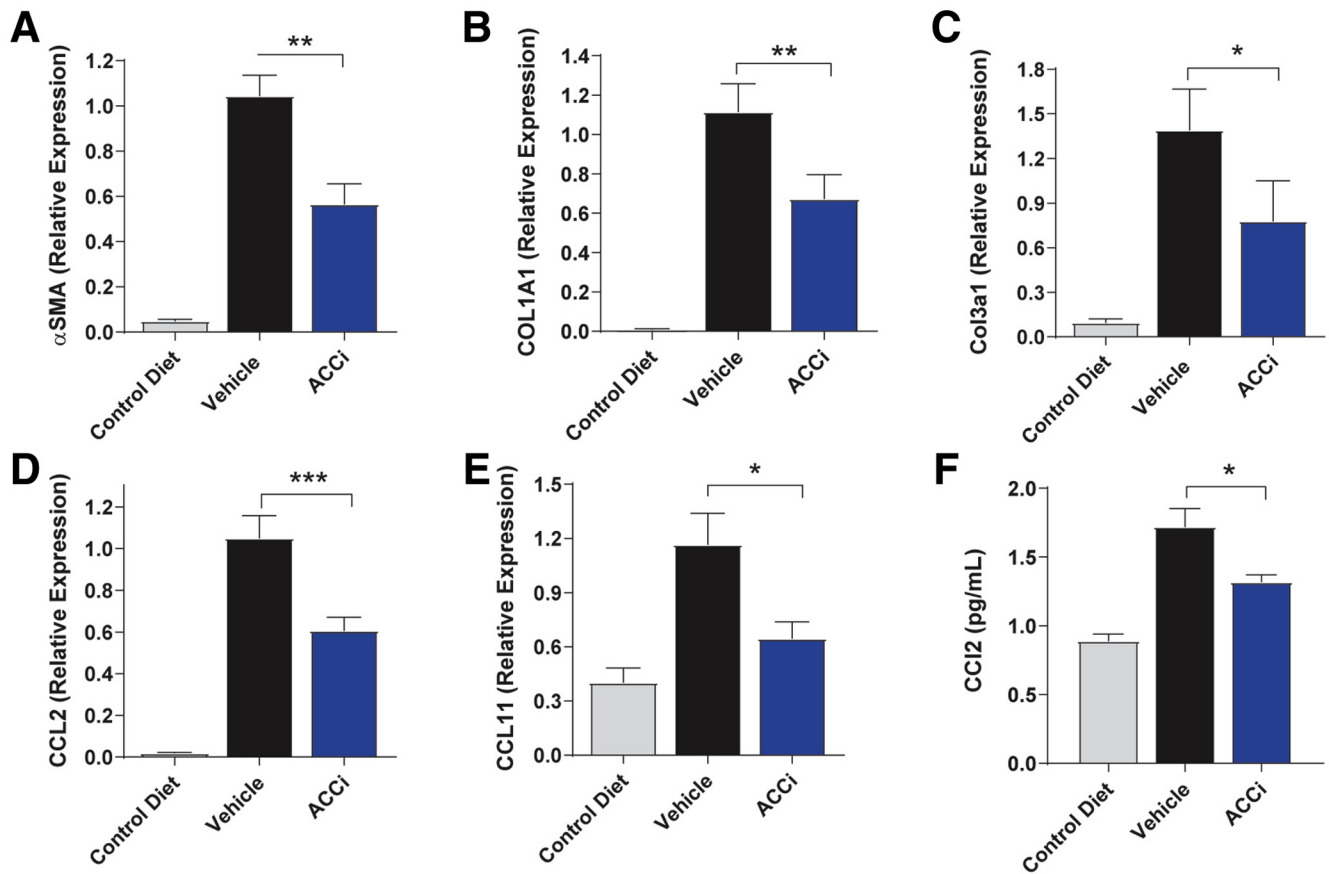 A
αSMA (Relative Expression)
1.2
1.0
0.8
0.6
0.4
0.2
0.0
**
Control Diet
Vehicle
ACCi
B
COL1A1 (Relative Expression)
1.4
1.2
1.0
0.8
0.6
0.4
0.2
0.0
**
Control Diet
Vehicle
ACCi
C
Col3a1 (Relative Expression)
1.8
1.5
1.2
0.9
0.6
0.3
0.0
*
Control Diet
Vehicle
ACCi
D
CCL2 (Relative Expression)
1.2
1.0
0.8
0.6
0.4
0.2
0.0
***
Control Diet
Vehicle
ACCi
E
CCL11 (Relative Expression)
1.5
1.2
0.9
0.6
0.3
0.0
*
Control Diet
Vehicle
ACCi
F
CCl2 (pg/mL)
2.0
1.5
1.0
0.5
0.0
*
Control Diet
Vehicle
ACCi